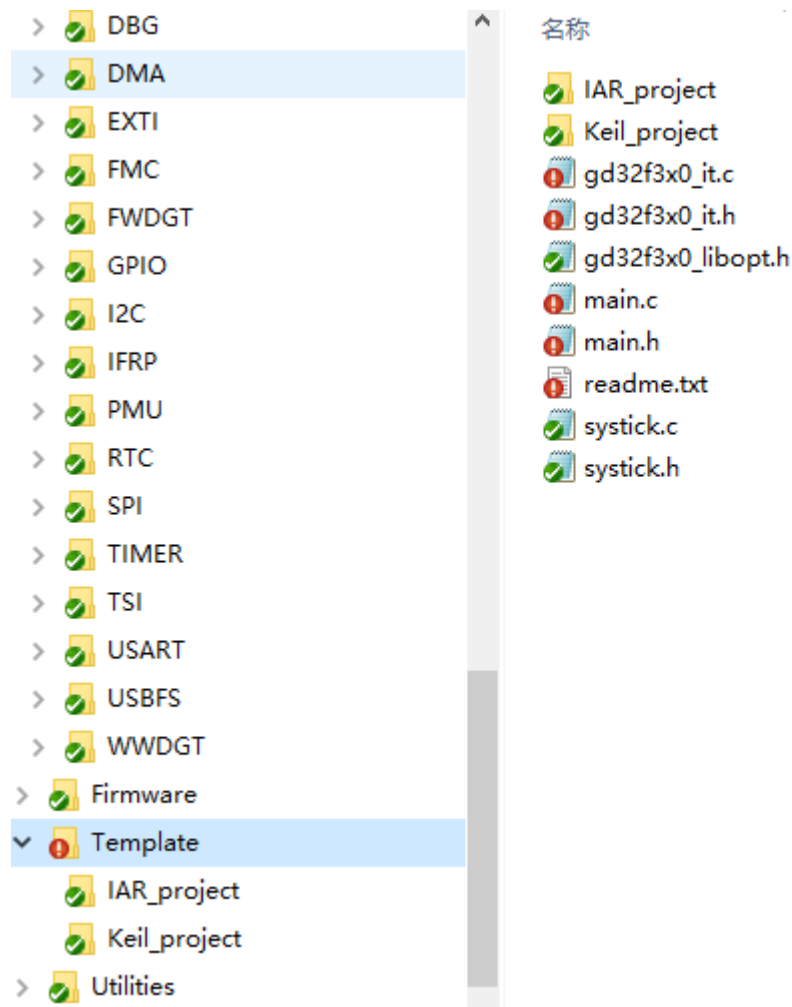 DBG
DMA
EXTI
FMC
FWDGT
GPIO
I2C
IFRP
PMU
RTC
SPI
TIMER
TSI
USART
USBFS
WWDGT
Firmware
Template
IAR_project
Keil_project
Utilities
名称
IAR_project
Keil_project
gd32f3x0_it.c
gd32f3x0_it.h
gd32f3x0_libopt.h
main.c
main.h
readme.txt
systick.c
systick.h